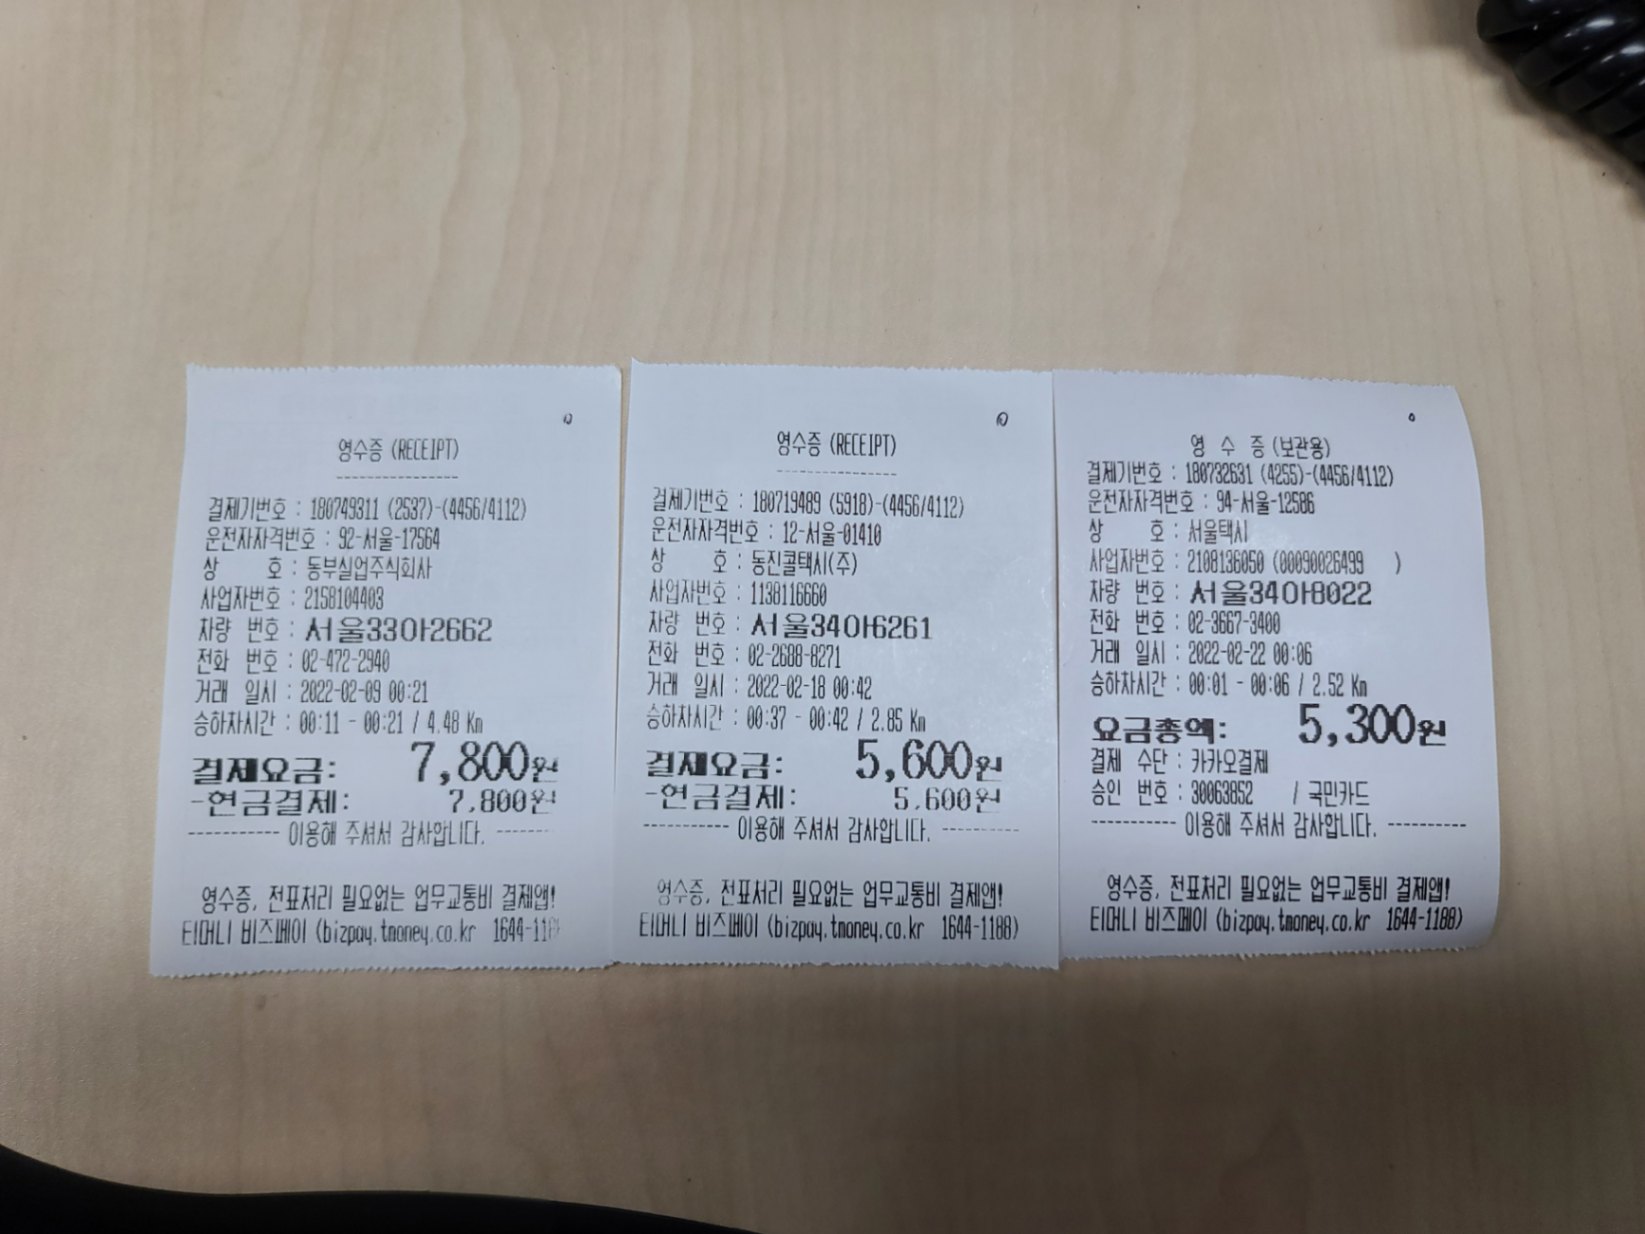 영수증 (RECEIPT)
----------------
결제기번호 : 180749311 (2537)-(4456/4112)
운전자자격번호 : 92-서울-17564
상 호 : 동부실업주식회사
사업자번호 : 2158104403
차량 번호 : 서울33아2662
전화 번호 : 02-472-2940
거래 일시 : 2022-02-09 00:21
승하차시간 : 00:11 - 00:21 / 4.48 Km
결제요금: 7,800원
-현금결제: 7,800원
----------- 이용해 주셔서 감사합니다. --------
영수증, 전표처리 필요없는 업무교통비 결제앱!
티머니 비즈페이 (bizpay.tmoney.co.kr 1644-118
영수증 (RECEIPT)
----------------
결제기번호 : 180719489 (5918)-(4456/4112)
운전자자격번호 : 12-서울-01410
상 호 : 동진콜택시(주)
사업자번호 : 1138116660
차량 번호 : 서울34아6261
전화 번호 : 02-2688-8271
거래 일시 : 2022-02-18 00:42
승하차시간 : 00:37 - 00:42 / 2.85 Km
결제요금: 5,600원
-현금결제: 5,600원
----------- 이용해 주셔서 감사합니다. -----------
영수증, 전표처리 필요없는 업무교통비 결제앱!
티머니 비즈페이 (bizpay.tmoney.co.kr 1644-1188)
영 수 증 (보관용)
결제기번호 : 180732631 (4255)-(4456/4112)
운전자자격번호 : 94-서울-12586
상 호 : 서울택시
사업자번호 : 2108136050 (00090026499 )
차량 번호 : 서울34아8022
전화 번호 : 02-3667-3400
거래 일시 : 2022-02-22 00:06
승하차시간 : 00:01 - 00:06 / 2.52 Km
요금총액: 5,300원
결제 수단 : 카카오결제
승인 번호 : 30063852 / 국민카드
----------- 이용해 주셔서 감사합니다. -----------
영수증, 전표처리 필요없는 업무교통비 결제앱!
티머니 비즈페이 (bizpay.tmoney.co.kr 1644-1188)